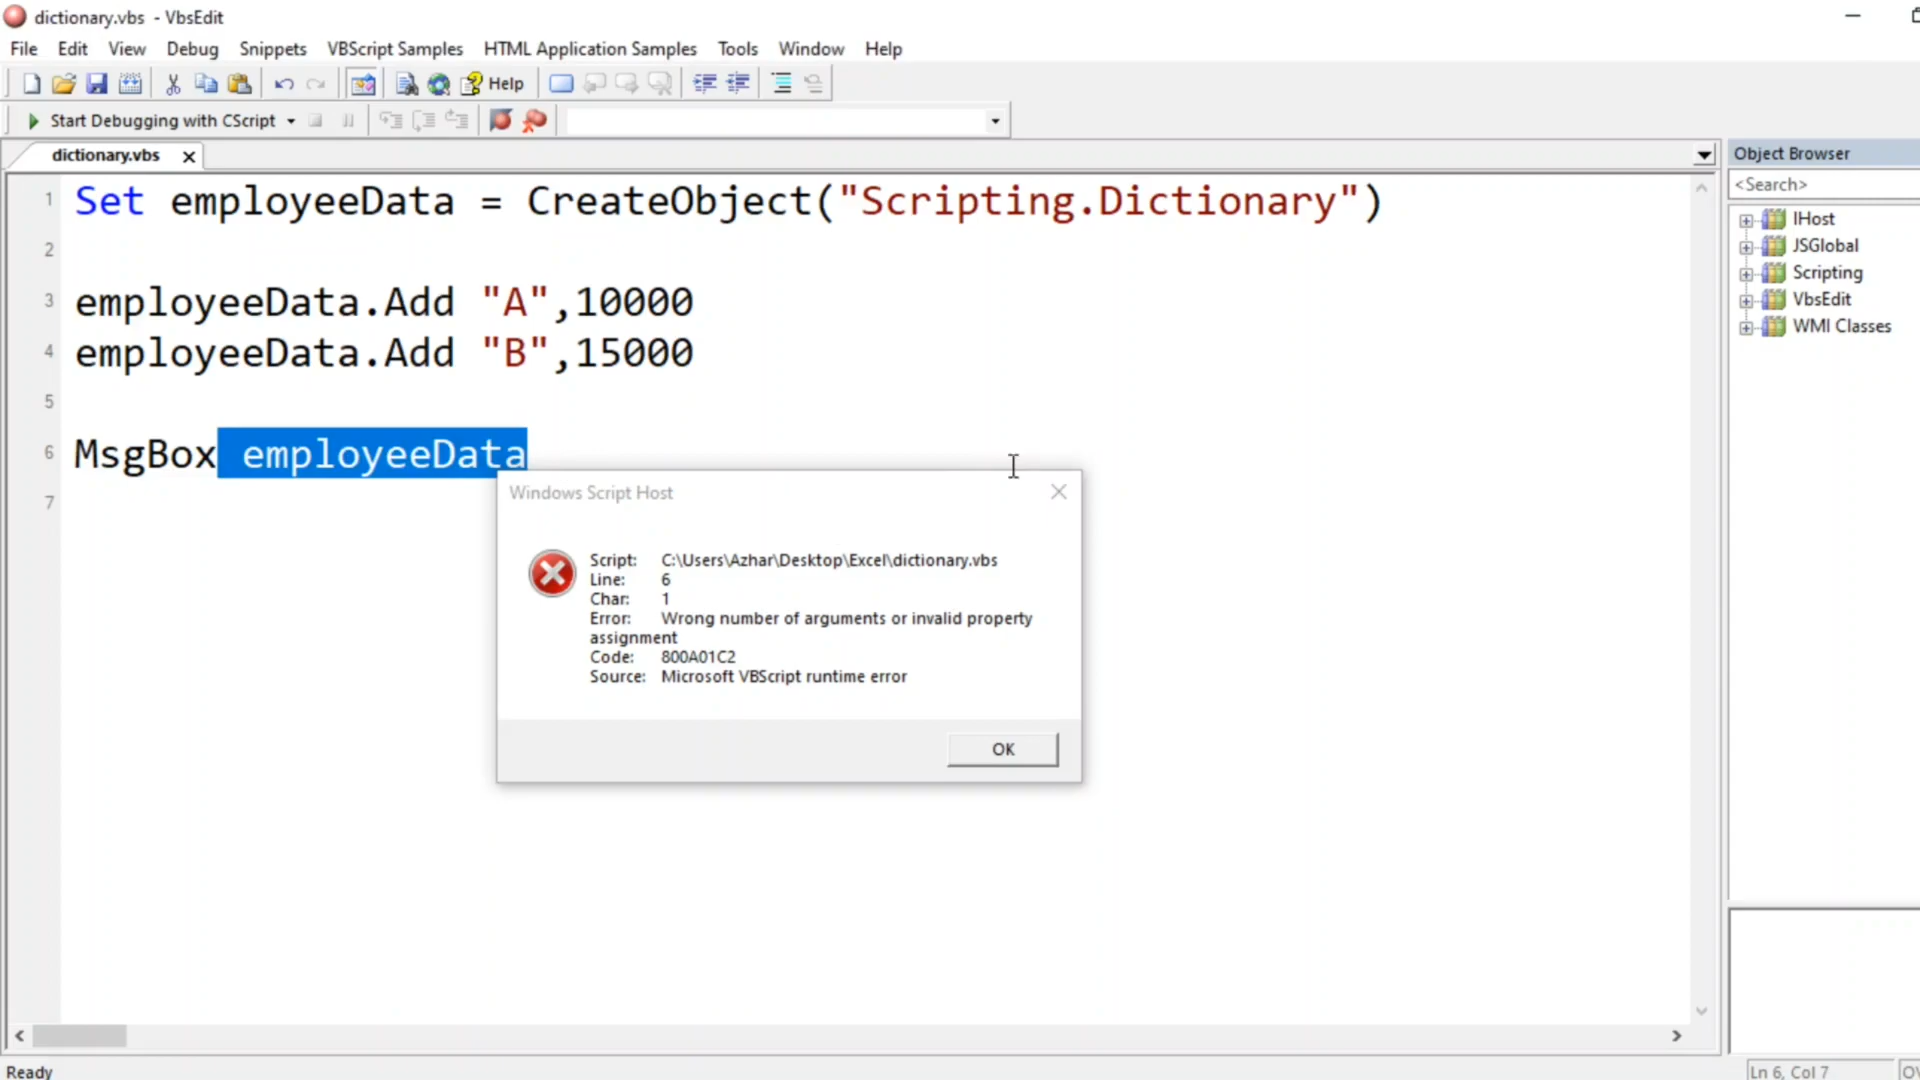 dictionary.vbs - VbsEdit
File Edit View Debug Snippets VBScript Samples HTML Application Samples Tools Window Help
Help
Start Debugging with CScript
dictionary.vbs
Object Browser
<Search>
IHost
JSGlobal
Scripting
VbsEdit
WMI Classes
1 Set employeeData = CreateObject("Scripting.Dictionary")
2
3 employeeData.Add "A",10000
4 employeeData.Add "B",15000
5
6 MsgBox employeeData
7
Windows Script Host
Script: C:\Users\Azhar\Desktop\Excel\dictionary.vbs
Line: 6
Char: 1
Error: Wrong number of arguments or invalid property
assignment
Code: 800A01C2
Source: Microsoft VBScript runtime error
OK
Ready
Ln 6, Col 7